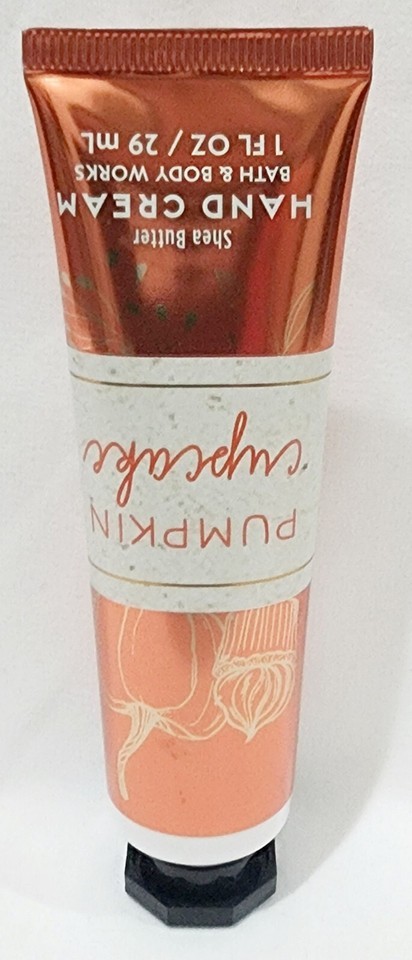 PUMPKIN
cupcake
Shea Butter
HAND CREAM
BATH & BODY WORKS
1 FL OZ / 29 mL